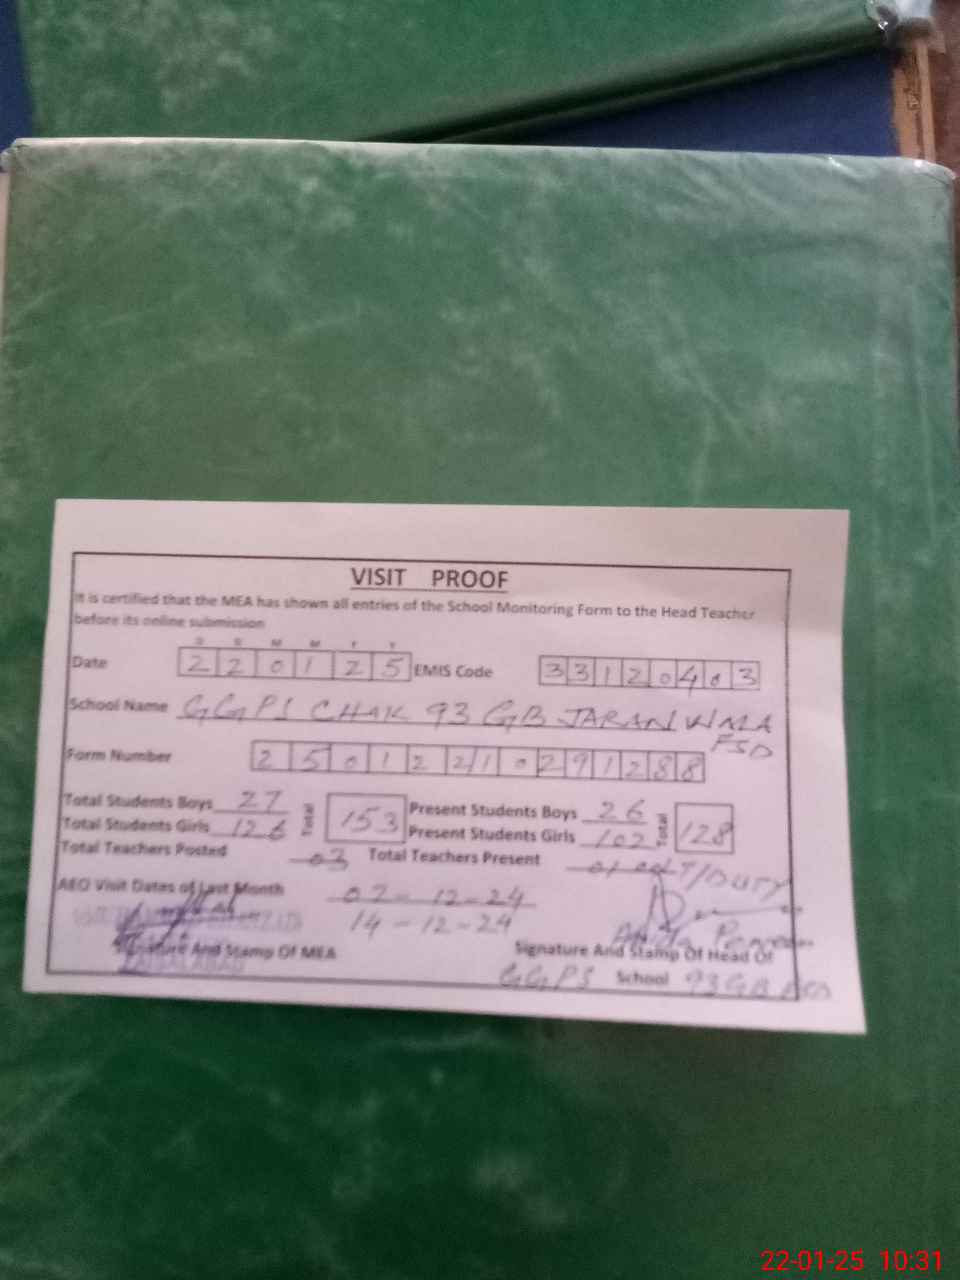 VISIT PROOF
It is certified that the MEA has shown all entries of the School Monitoring Form to the Head Teacher
before its online submission
D D M M Y Y
Date 2 2 0 1 2 5 EMIS Code 3 3 1 2 0 4 0 3
School Name GGPS CHAK 93 GB JARANWALA
FSD
Form Number 2 5 0 1 2 2 1 0 2 9 1 2 8 8
Total Students Boys 27 Total 153 Present Students Boys 26 Total 128
Total Students Girls 126 Present Students Girls 102
Total Teachers Posted 03 Total Teachers Present 01 T/DUTY
AEO Visit Dates of Last Month 02-12-24
14-12-24
Signature And Stamp Of MEA Signature And Stamp Of Head Of
GGPS School 93 GB
22-01-25 10:31